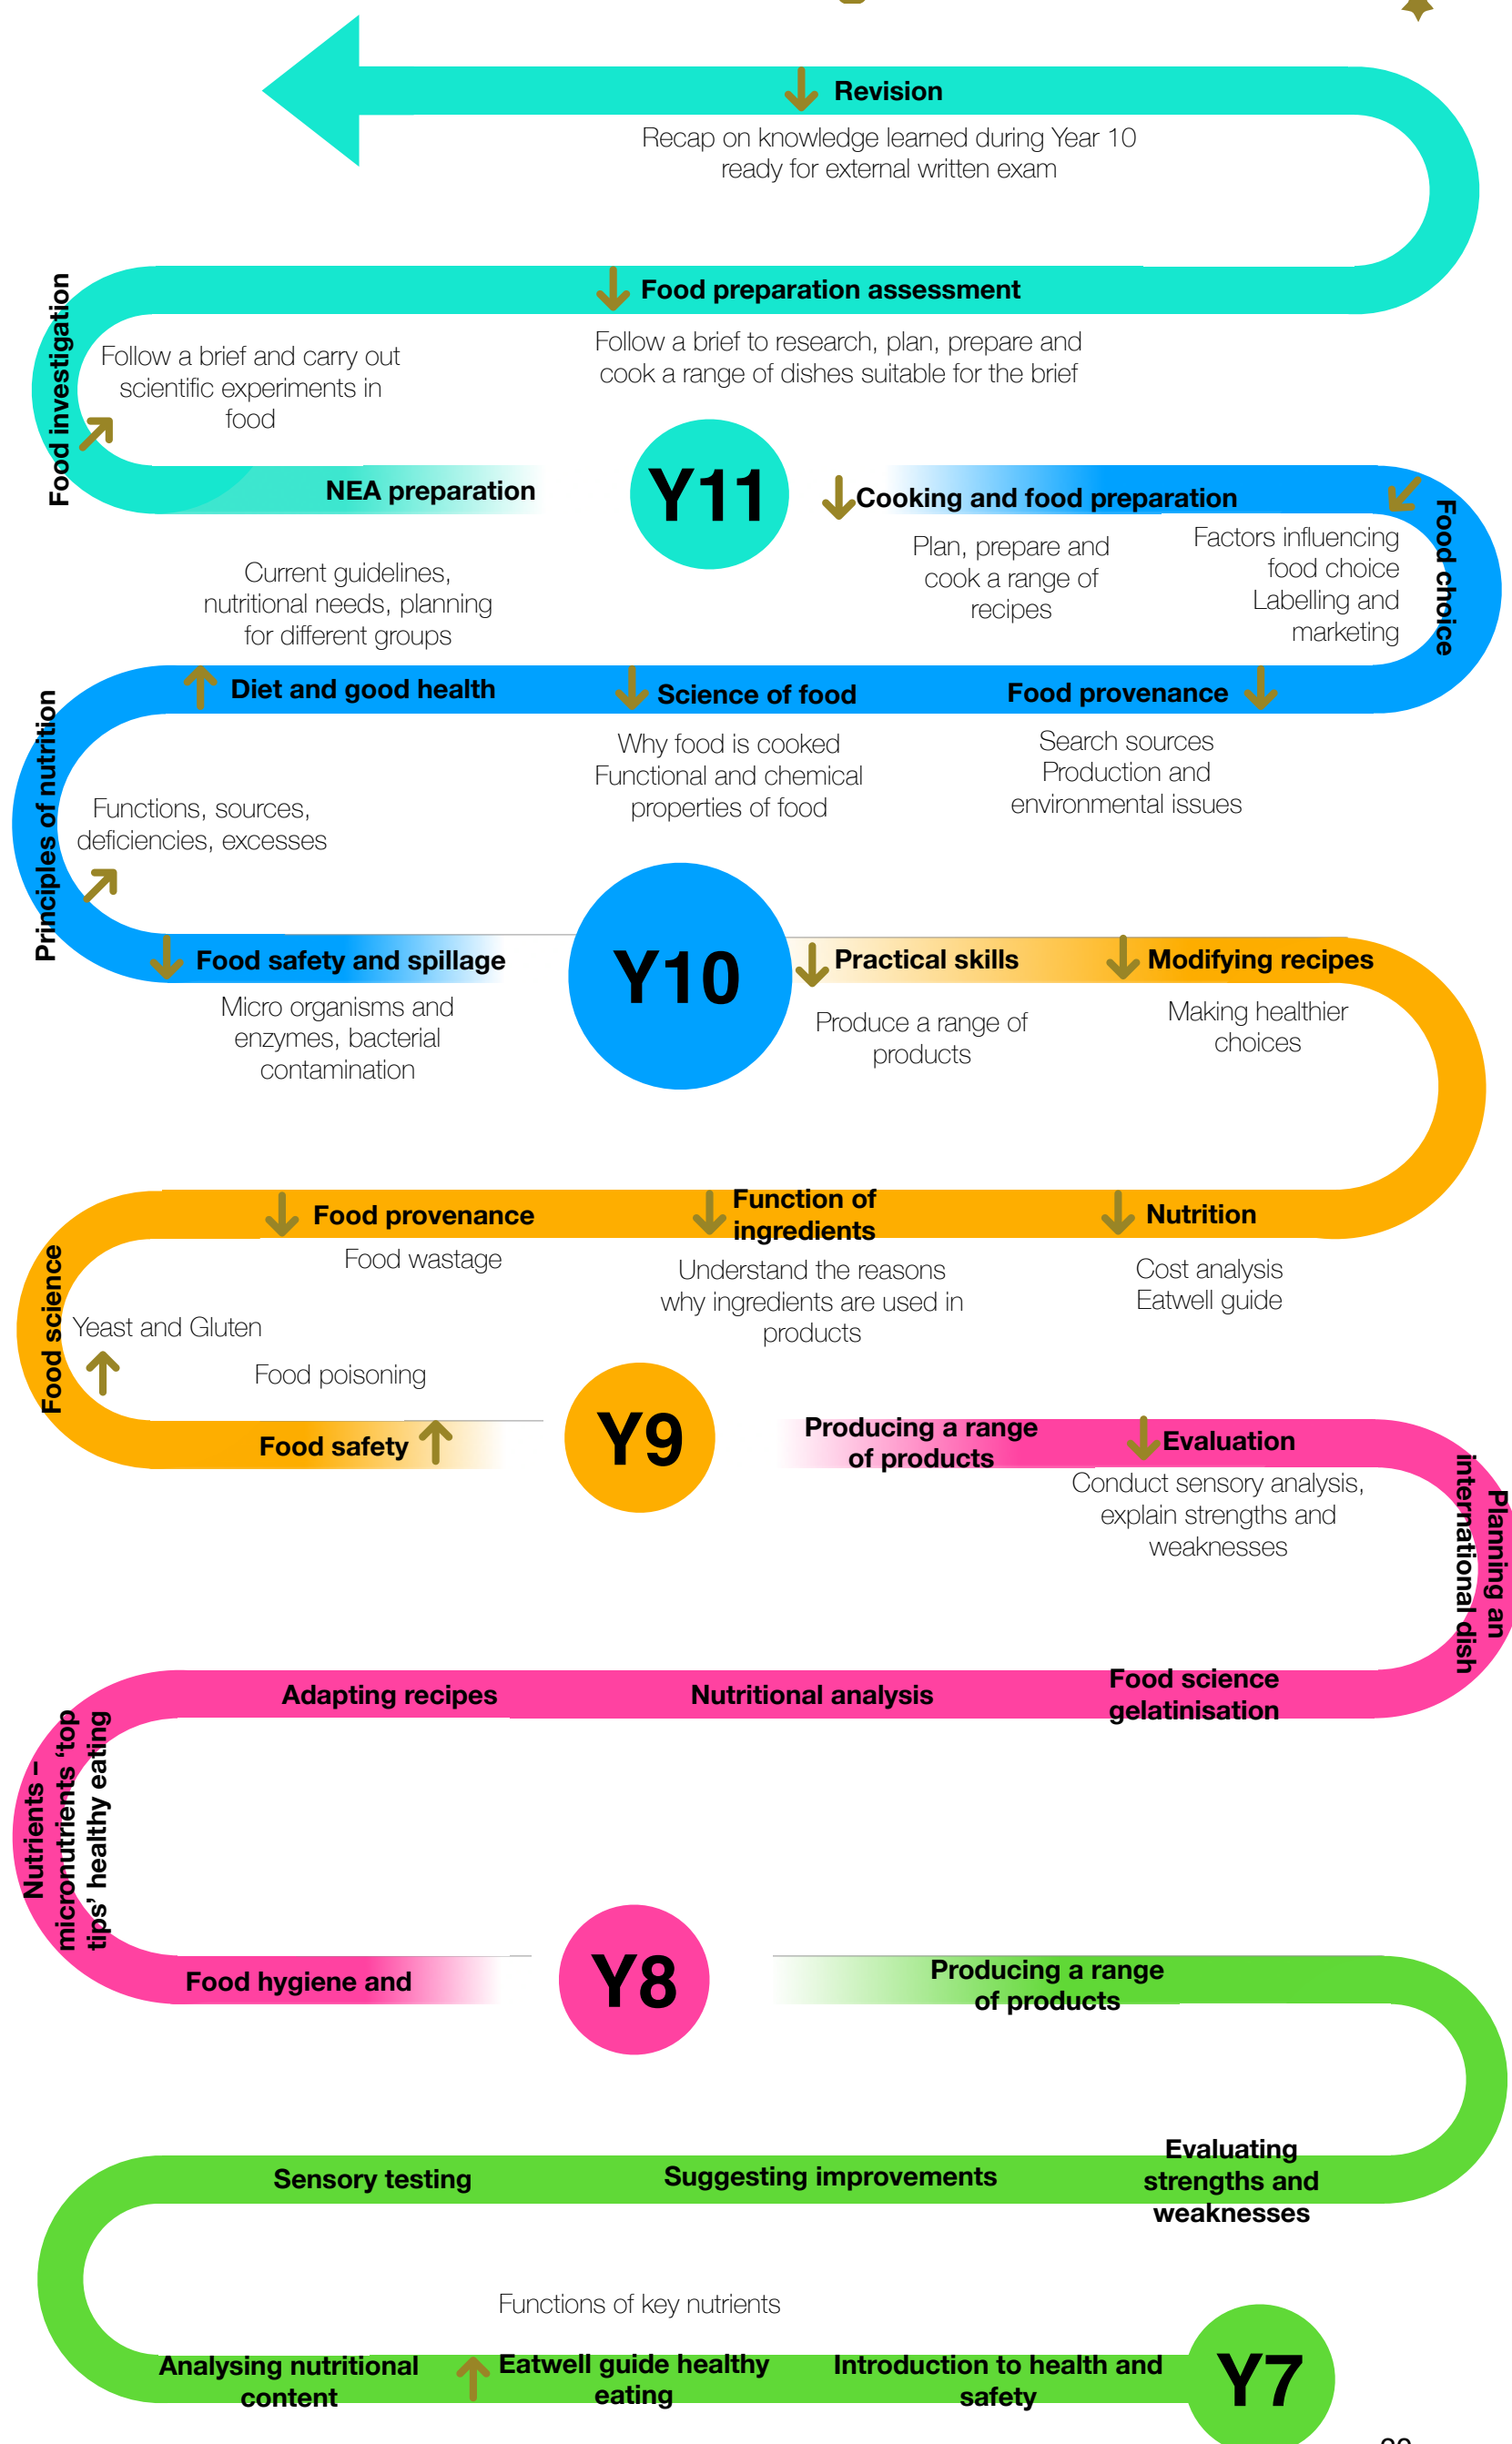 Revision
Recap on knowledge learned during Year 10
ready for external written exam
Food preparation assessment
Follow a brief to research, plan, prepare and
cook a range of dishes suitable for the brief
Food investigation
Follow a brief and carry out
scientific experiments in
food
NEA preparation
Y11
Cooking and food preparation
Plan, prepare and
cook a range of
recipes
Food choice
Factors influencing
food choice
Labelling and
marketing
Current guidelines,
nutritional needs, planning
for different groups
Diet and good health
Science of food
Food provenance
Why food is cooked
Functional and chemical
properties of food
Search sources
Production and
environmental issues
Principles of nutrition
Functions, sources,
deficiencies, excesses
Food safety and spillage
Micro organisms and
enzymes, bacterial
contamination
Y10
Practical skills
Produce a range of
products
Modifying recipes
Making healthier
choices
Food provenance
Food wastage
Function of
ingredients
Understand the reasons
why ingredients are used in
products
Nutrition
Cost analysis
Eatwell guide
Food science
Yeast and Gluten
Food poisoning
Food safety
Y9
Producing a range
of products
Evaluation
Conduct sensory analysis,
explain strengths and
weaknesses
Planning an
international dish
Adapting recipes
Nutritional analysis
Food science
gelatinisation
Nutrients –
micronutrients ‘top
tips’ healthy eating
Food hygiene and
Y8
Producing a range
of products
Sensory testing
Suggesting improvements
Evaluating
strengths and
weaknesses
Functions of key nutrients
Analysing nutritional
content
Eatwell guide healthy
eating
Introduction to health and
safety
Y7